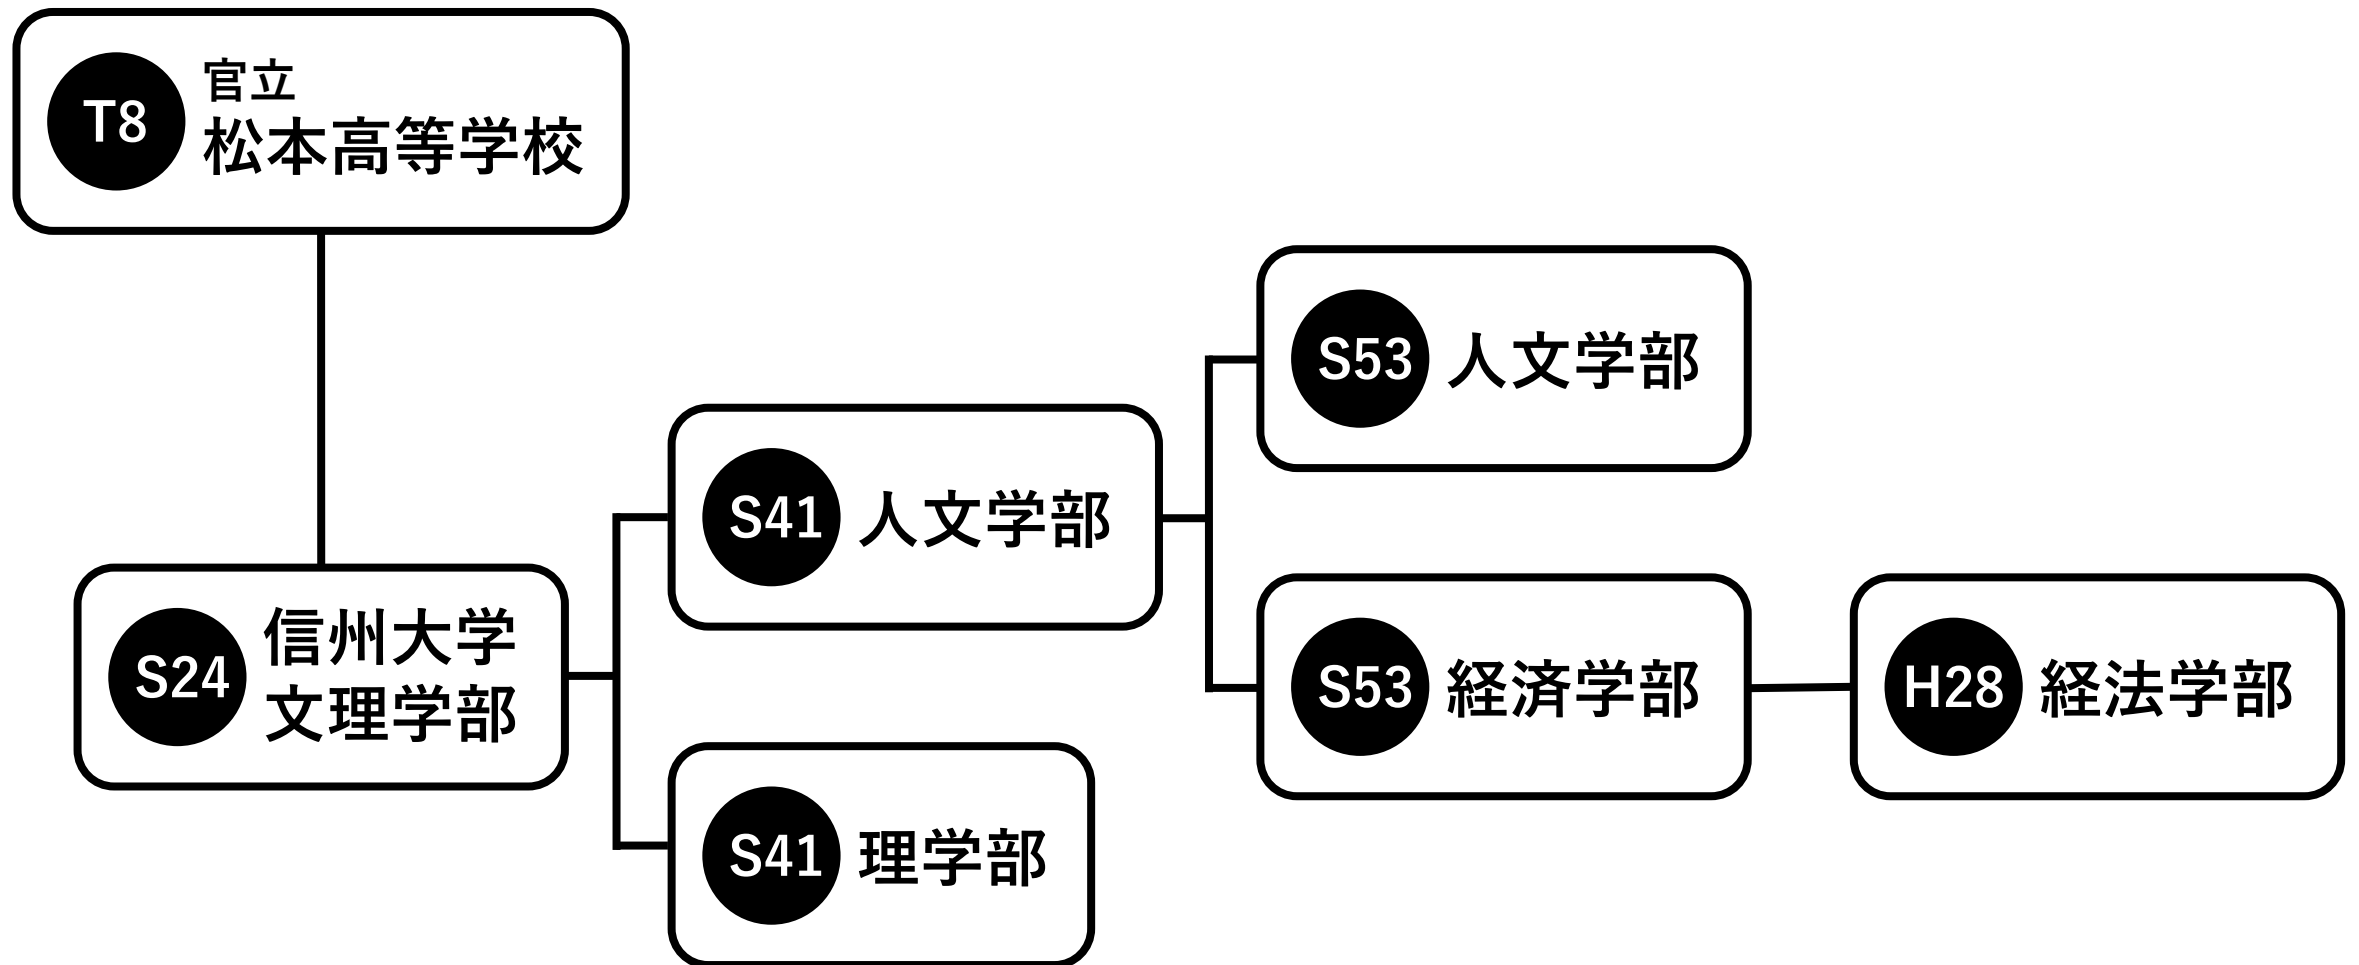 T8
官立
松本高等学校
S24
信州大学
文理学部
S41
人文学部
S41
理学部
S53
人文学部
S53
経済学部
H28
経法学部